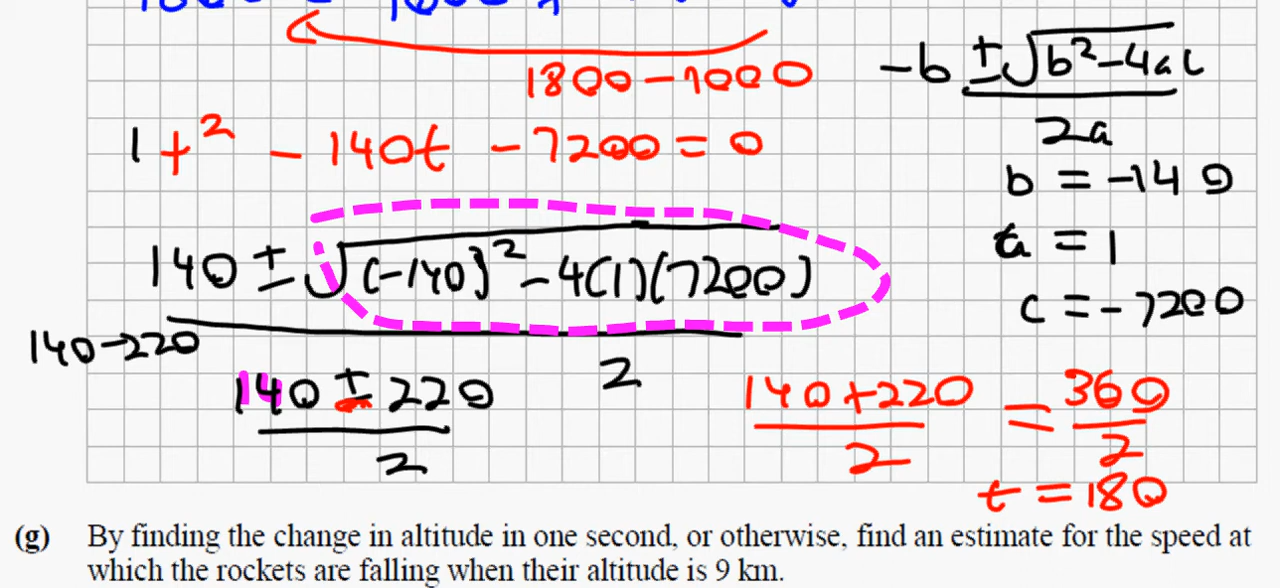 1800 - 1000
-b ± √b² - 4ac
2a
1t² - 140t - 7200 = 0
b = -140
140 ± √(-140)² - 4(1)(7200)
2
a = 1
c = -7200
140 - 220
140 ± 220
2
140 + 220 = 360
2 2
t = 180
(g) By finding the change in altitude in one second, or otherwise, find an estimate for the speed at
which the rockets are falling when their altitude is 9 km.